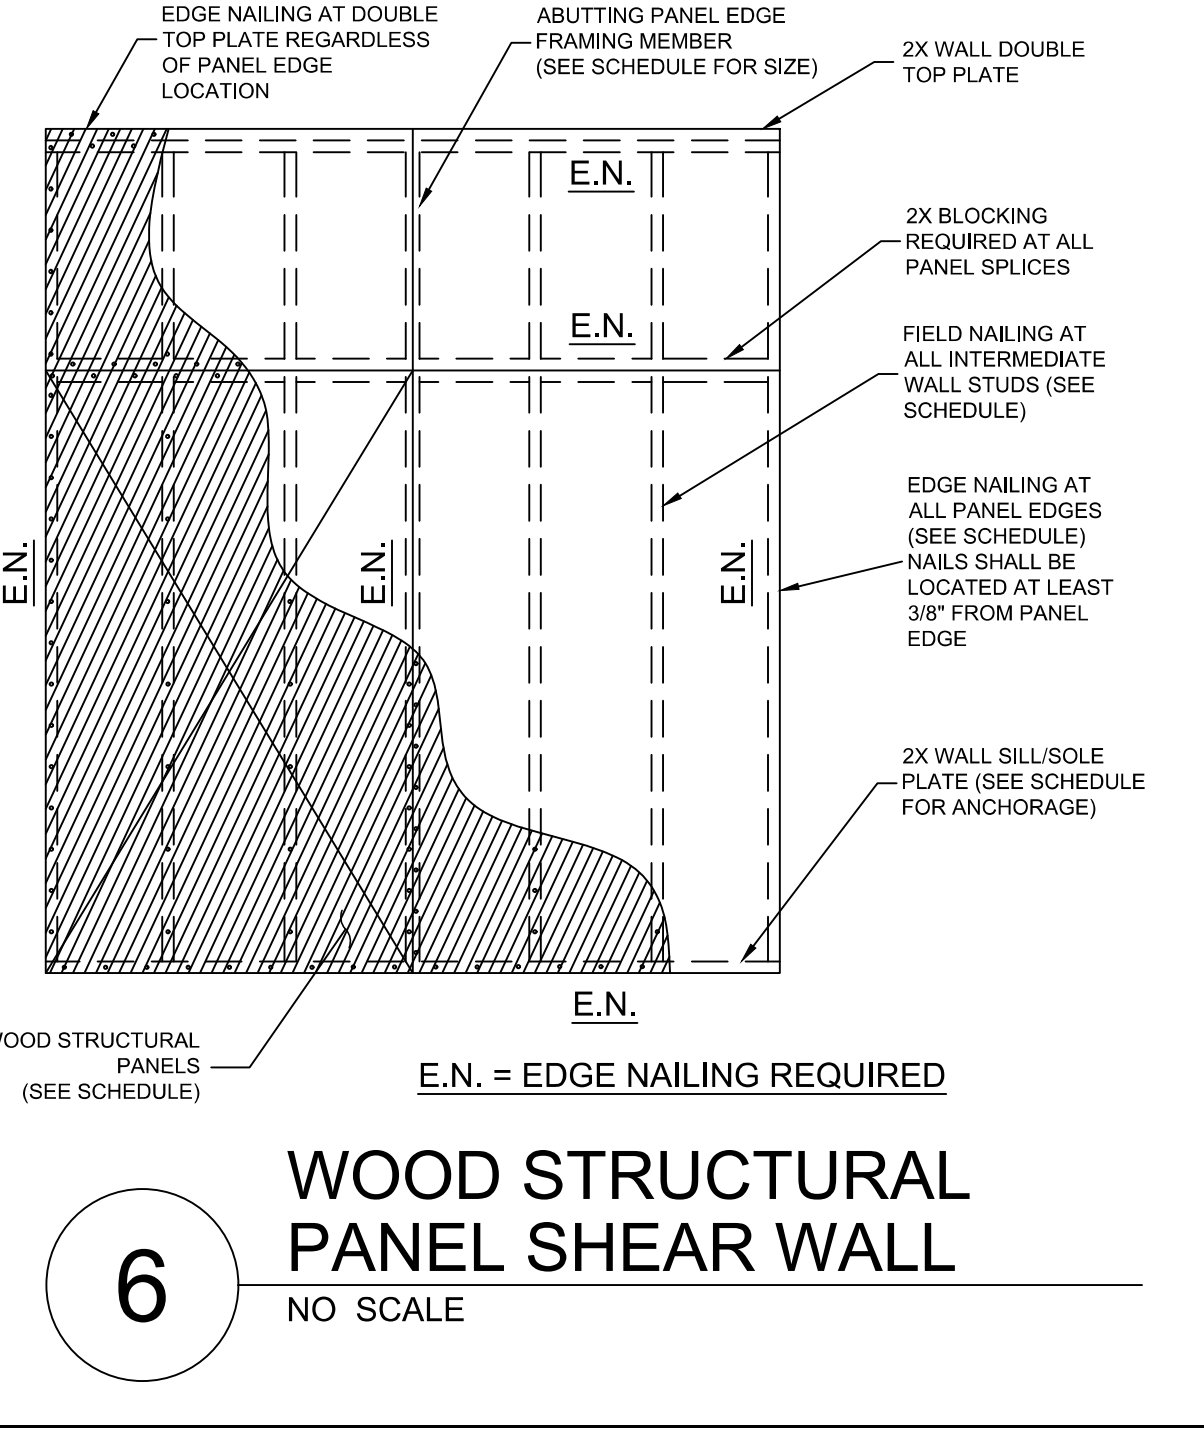 EDGE NAILING AT DOUBLE
TOP PLATE REGARDLESS
OF PANEL EDGE
LOCATION
ABUTTING PANEL EDGE
FRAMING MEMBER
(SEE SCHEDULE FOR SIZE)
2X WALL DOUBLE
TOP PLATE
E.N.
2X BLOCKING
REQUIRED AT ALL
PANEL SPLICES
E.N.
FIELD NAILING AT
ALL INTERMEDIATE
WALL STUDS (SEE
SCHEDULE)
EDGE NAILING AT
ALL PANEL EDGES
(SEE SCHEDULE)
NAILS SHALL BE
LOCATED AT LEAST
3/8" FROM PANEL
EDGE
E.N.
E.N.
E.N.
2X WALL SILL/SOLE
PLATE (SEE SCHEDULE
FOR ANCHORAGE)
E.N.
WOOD STRUCTURAL
PANELS
(SEE SCHEDULE)
E.N. = EDGE NAILING REQUIRED
6
WOOD STRUCTURAL
PANEL SHEAR WALL
NO SCALE